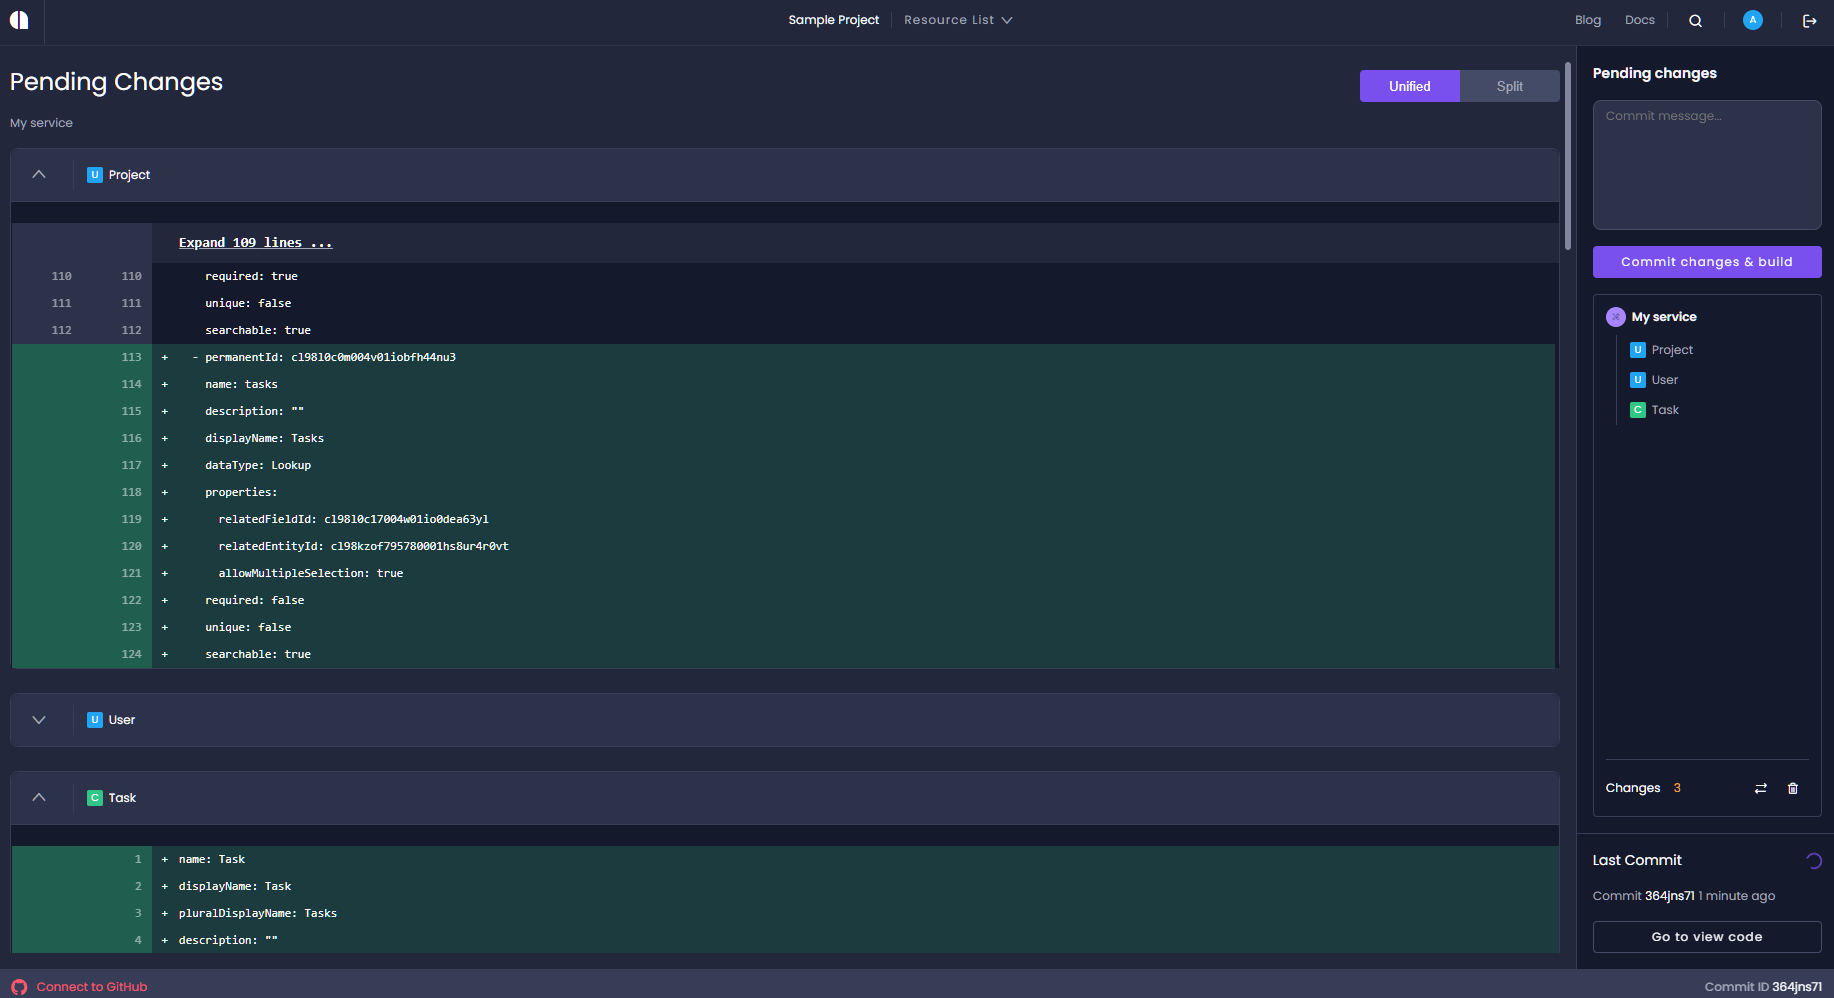 Sample Project
Resource List
Blog
Docs
A
Pending Changes
Unified
Split
My service
U Project
Expand 109 lines ...
110 110 required: true
111 111 unique: false
112 112 searchable: true
113 + - permanentId: cl98l0c0m004v01iobfh44nu3
114 + name: tasks
115 + description: ""
116 + displayName: Tasks
117 + dataType: Lookup
118 + properties:
119 + relatedFieldId: cl98l0c17004w01io0dea63yl
120 + relatedEntityId: cl98kzof795780001hs8ur4r0vt
121 + allowMultipleSelection: true
122 + required: false
123 + unique: false
124 + searchable: true
U User
C Task
1 + name: Task
2 + displayName: Task
3 + pluralDisplayName: Tasks
4 + description: ""
Pending changes
Commit message...
Commit changes & build
My service
U Project
U User
C Task
Changes 3
Last Commit
Commit 364jns71 1 minute ago
Go to view code
Connect to GitHub
Commit ID 364jns71